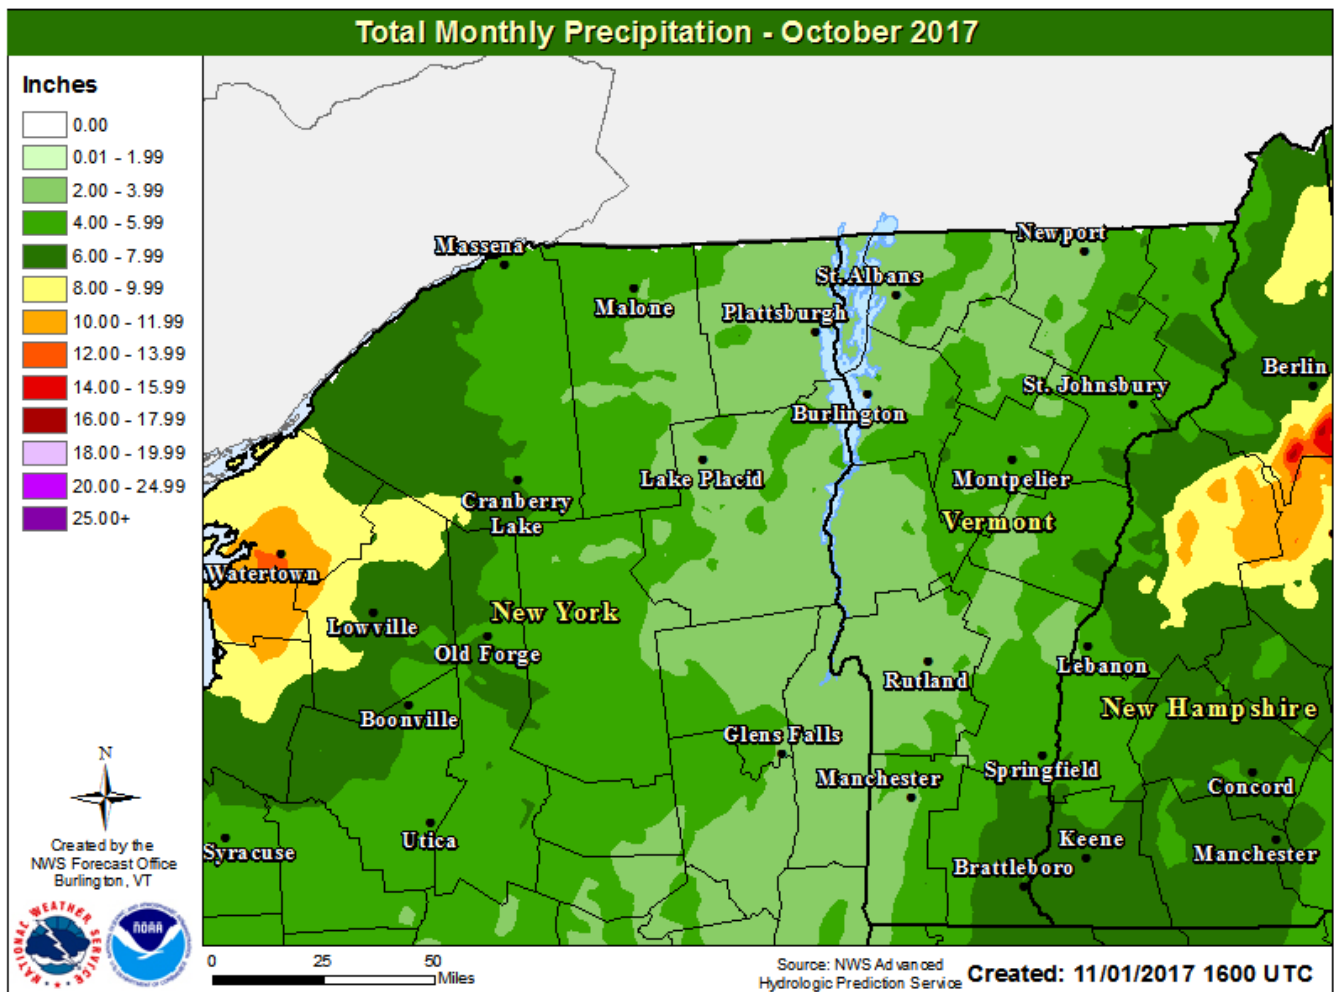 Total Monthly Precipitation - October 2017
Inches
0.00
0.01 - 1.99
2.00 - 3.99
4.00 - 5.99
6.00 - 7.99
8.00 - 9.99
10.00 - 11.99
12.00 - 13.99
14.00 - 15.99
16.00 - 17.99
18.00 - 19.99
20.00 - 24.99
25.00+
Massena
Newport
St. Albans
Malone
Plattsburgh
Berlin
St. Johnsbury
Burlington
Lake Placid
Montpelier
Cranberry
Lake
Vermont
Watertown
New York
Lowville
Old Forge
Lebanon
Rutland
New Hampshire
Boonville
Glens Falls
Springfield
Manchester
Concord
Utica
Keene
Syracuse
Manchester
Brattleboro
N
Created by the
NWS Forecast Office
Burlington, VT
NATIONAL WEATHER SERVICE
NOAA
0 25 50
Miles
Source: NWS Advanced
Hydrologic Prediction Service
Created: 11/01/2017 1600 UTC